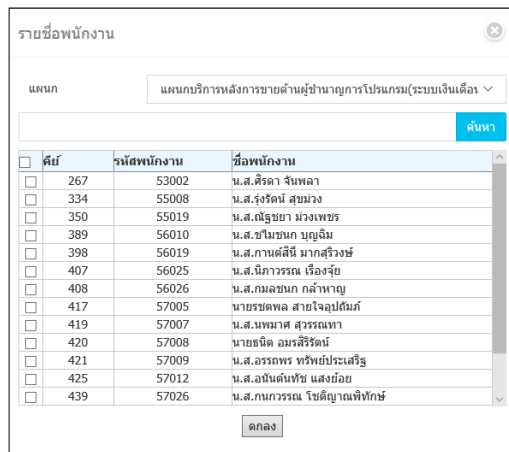 รายชื่อพนักงาน
แผนก แผนกบริการหลังการขายด้านผู้ชำนาญการโปรแกรม(ระบบเงินเดือน
ค้นหา
คีย์ รหัสพนักงาน ชื่อพนักงาน
267 53002 น.ส.ศิรดา จันพลา
334 55008 น.ส.รุ่งรัตน์ สุขม่วง
350 55019 น.ส.ณัฐชยา ม่วงเพชร
389 56010 น.ส.ชไมชนก บุญฉิม
398 56019 น.ส.กานต์สินี มากสุริวงษ์
407 56025 น.ส.นิภาวรรณ เรืองจุ้ย
408 56026 น.ส.กมลชนก กล้าหาญ
417 57005 นายรชตพล สายใจอุปถัมภ์
419 57007 น.ส.นพมาศ สุวรรณทา
420 57008 นายธนิต อมรสิริรัตน์
421 57009 น.ส.อรรถพร ทรัพย์ประเสริฐ
425 57012 น.ส.อนันต์นทัช แสงย้อย
439 57026 น.ส.กนกวรรณ โชติญาณพิทักษ์
ตกลง